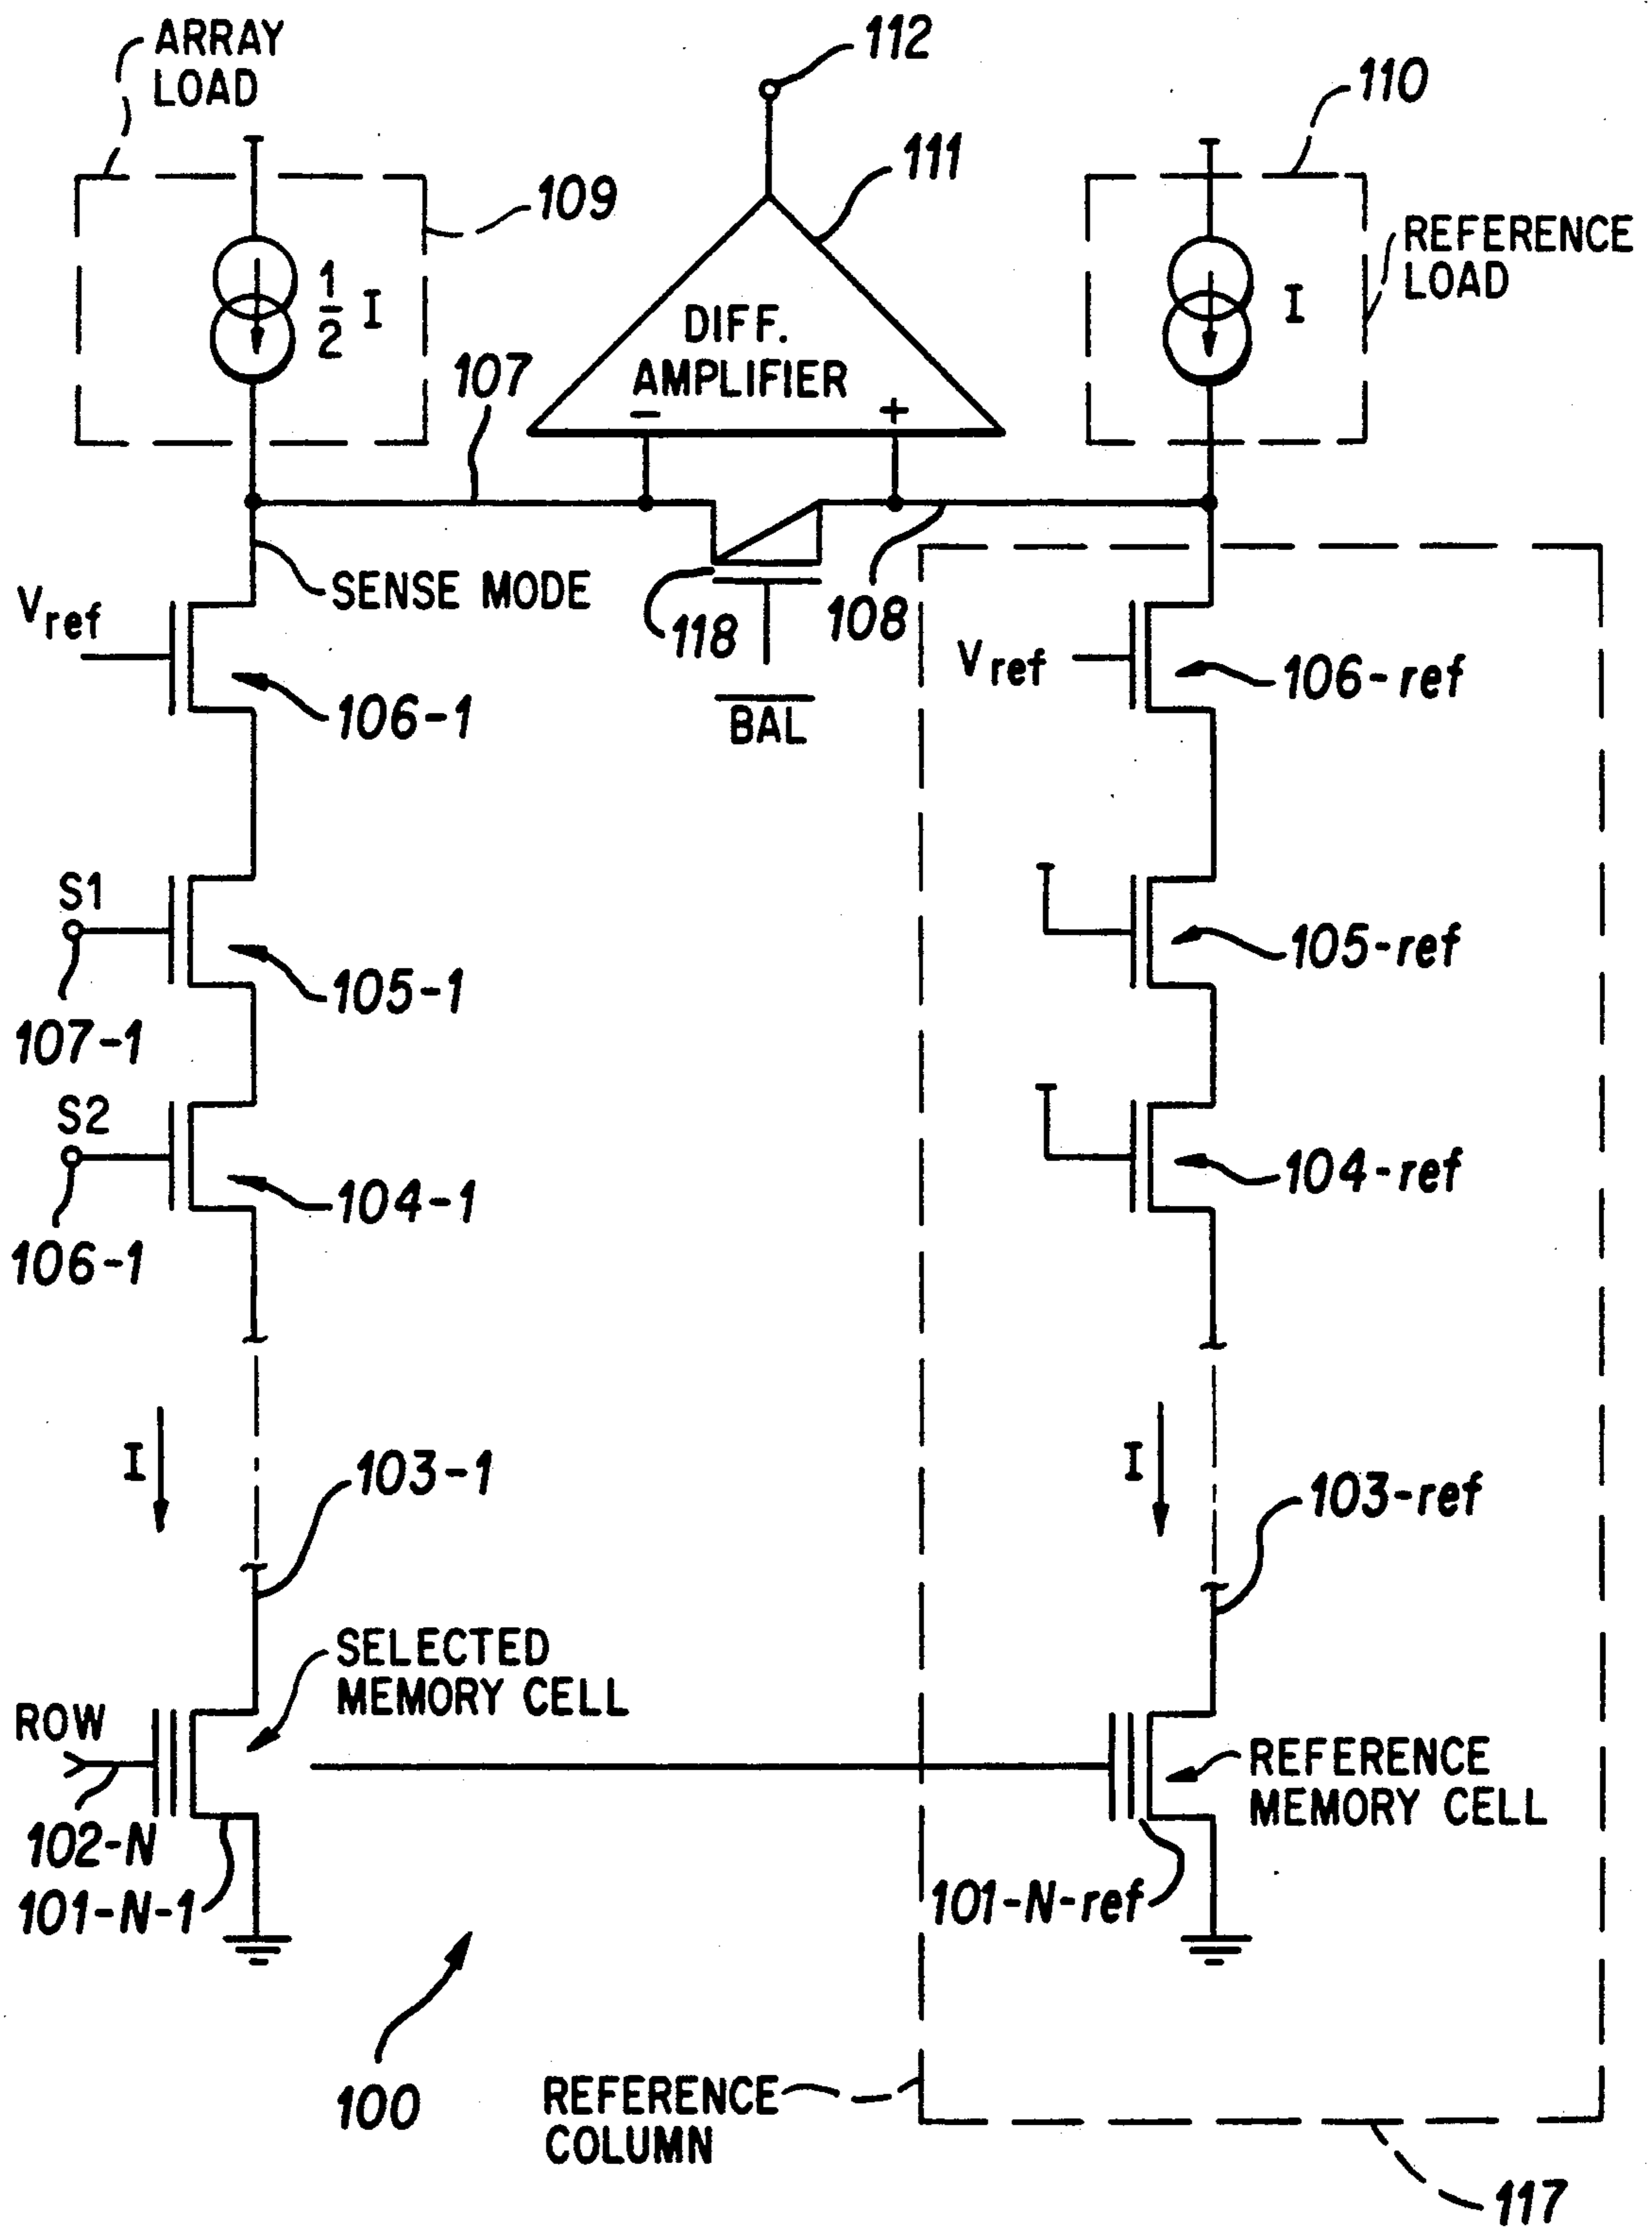 ARRAY
LOAD
112
110
111
109
REFERENCE
LOAD
1/2 I
I
DIFF.
AMPLIFIER
- +
107
SENSE MODE
118
108
BAL
Vref
106-1
Vref
106-ref
S1
107-1
105-1
105-ref
S2
106-1
104-1
104-ref
I
103-1
I
103-ref
SELECTED
MEMORY CELL
ROW
102-N
101-N-1
REFERENCE
MEMORY CELL
101-N-ref
100
REFERENCE
COLUMN
117